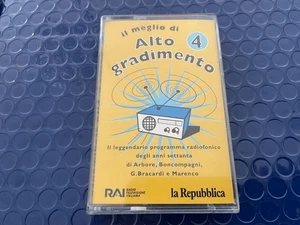 il meglio di
Alto
gradimento
4
Il leggendario programma radiofonico
degli anni settanta
di Arbore, Boncompagni,
G.Bracardi e Marenco
RAI RADIO
TELEVISIONE
ITALIANA
la Repubblica